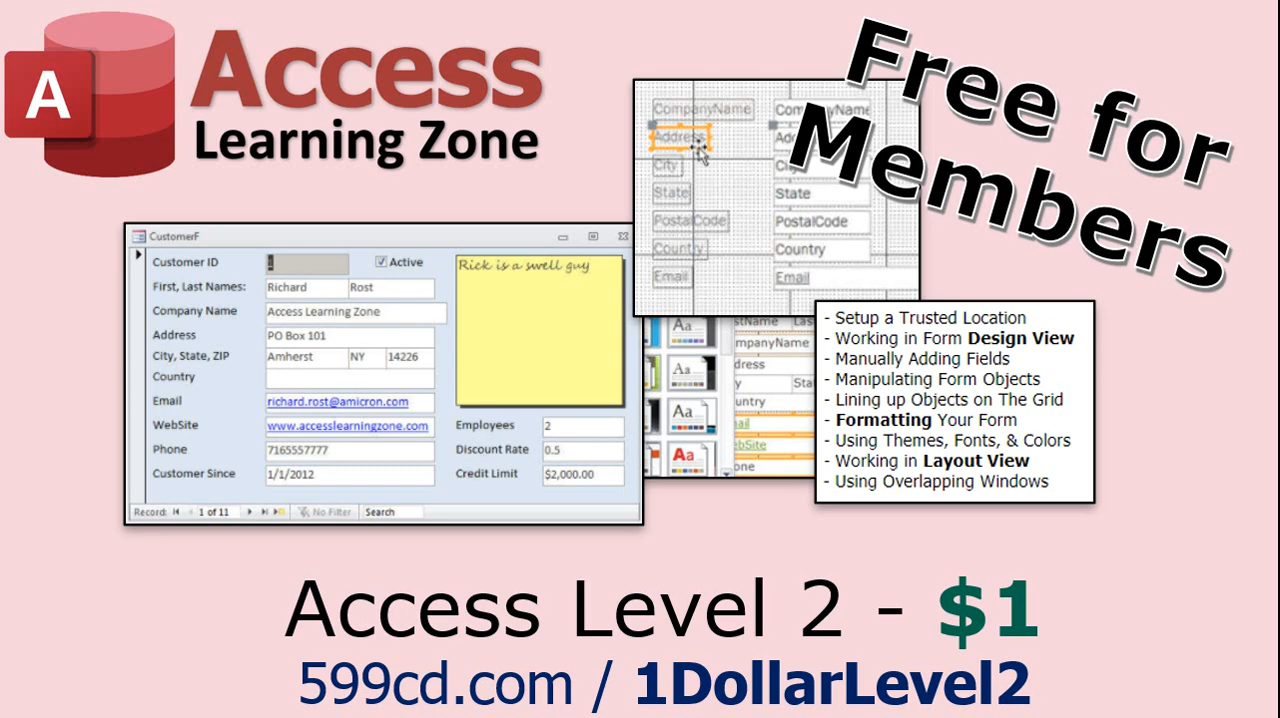 A
Access
Learning Zone
Free for
Members
CompanyName CompanyName
Address
City
State State
PostalCode PostalCode
Country Country
Email Email
CustomerF
Customer ID Active
First, Last Names: Richard Rost
Company Name Access Learning Zone
Address PO Box 101
City, State, ZIP Amherst NY 14226
Country
Email richard.rost@amicron.com
WebSite www.accesslearningzone.com
Phone 7165557777
Customer Since 1/1/2012
Rick is a swell guy
Employees 2
Discount Rate 0.5
Credit Limit $2,000.00
Record: 1 of 11 No Filter Search
Aa
Aa
Aa
Aa
- Setup a Trusted Location
- Working in Form Design View
- Manually Adding Fields
- Manipulating Form Objects
- Lining up Objects on The Grid
- Formatting Your Form
- Using Themes, Fonts, & Colors
- Working in Layout View
- Using Overlapping Windows
Access Level 2 - $1
599cd.com / 1DollarLevel2